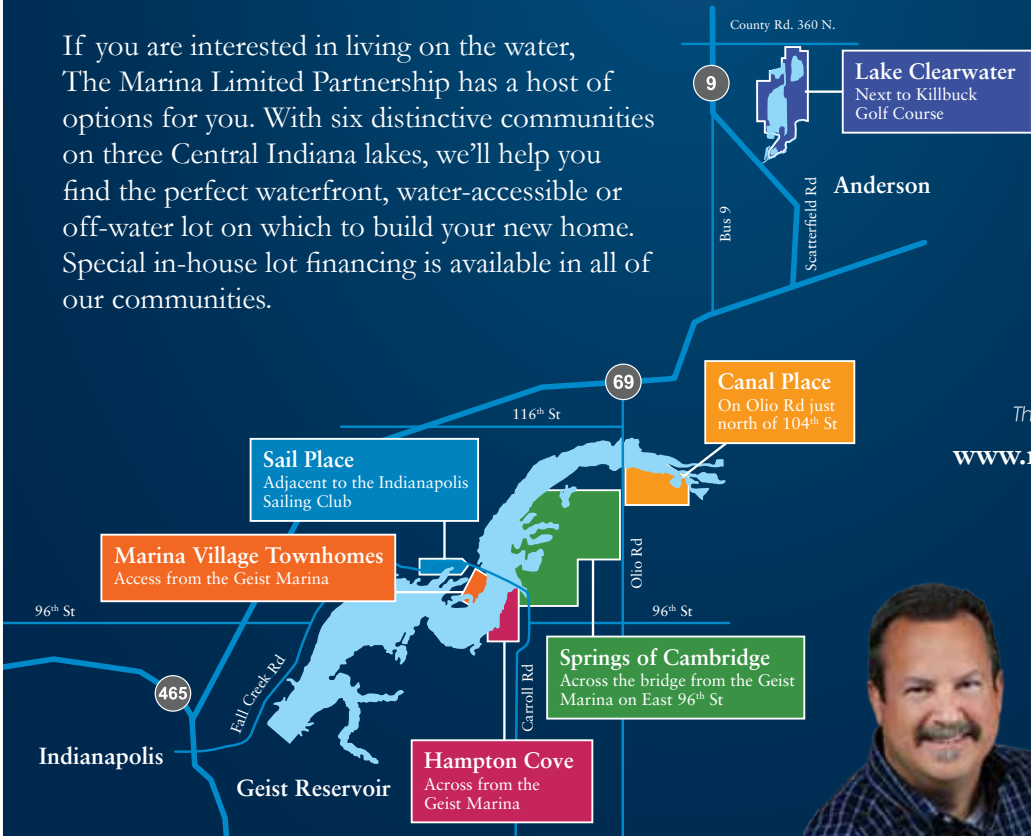 If you are interested in living on the water,
The Marina Limited Partnership has a host of
options for you. With six distinctive communities
on three Central Indiana lakes, we’ll help you
find the perfect waterfront, water-accessible or
off-water lot on which to build your new home.
Special in-house lot financing is available in all of
our communities.
County Rd. 360 N.
9
Lake Clearwater
Next to Killbuck
Golf Course
Anderson
Bus 9
Scatterfield Rd
69
116th St
Canal Place
On Olio Rd just
north of 104th St
Th
www.
Sail Place
Adjacent to the Indianapolis
Sailing Club
Marina Village Townhomes
Access from the Geist Marina
Olio Rd
96th St
96th St
Springs of Cambridge
Across the bridge from the Geist
Marina on East 96th St
Fall Creek Rd
Carroll Rd
465
Indianapolis
Geist Reservoir
Hampton Cove
Across from the
Geist Marina